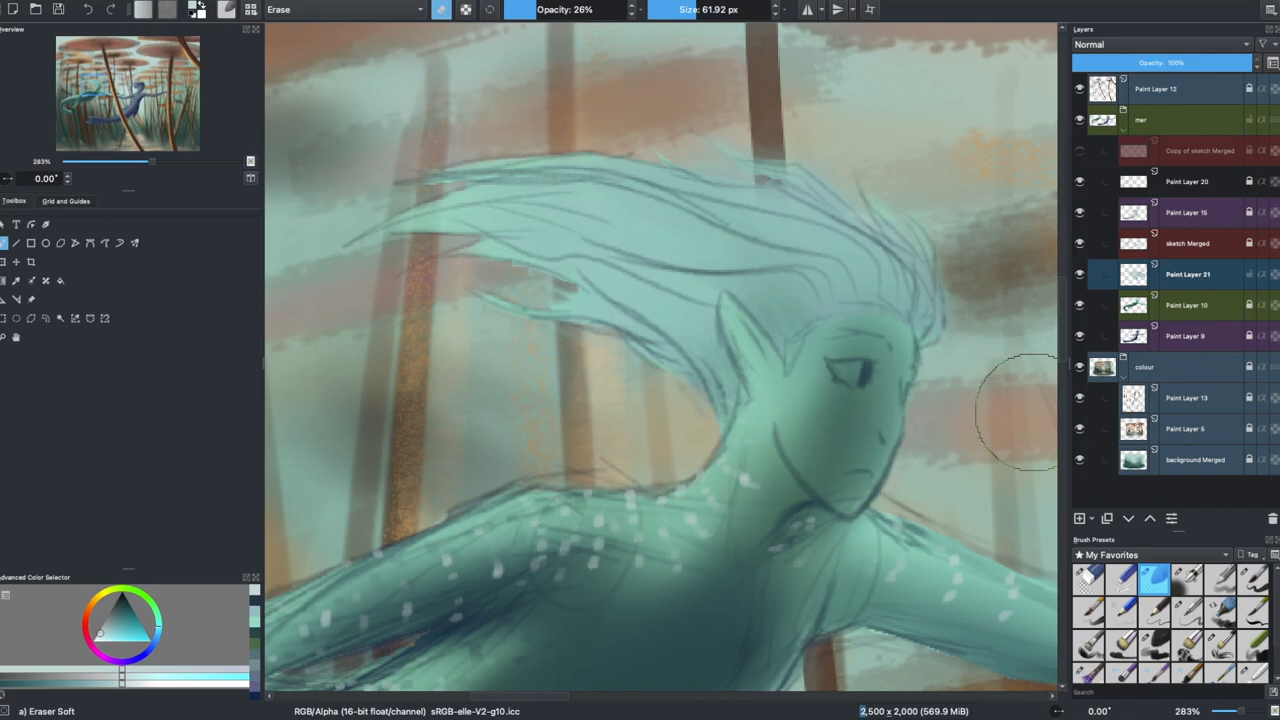 Erase
Opacity: 26%
Size: 61.92 px
verview
283%
0.00°
Toolbox
Grid and Guides
dvanced Color Selector
Layers
Normal
Opacity: 100%
Paint Layer 12
mer
Copy of sketch Merged
Paint Layer 20
Paint Layer 15
sketch Merged
Paint Layer 21
Paint Layer 10
Paint Layer 9
colour
Paint Layer 13
Paint Layer 5
background Merged
Brush Presets
★ My Favorites
Tag
Search
a) Eraser Soft
RGB/Alpha (16-bit float/channel) sRGB-elle-V2-g10.icc
2,500 x 2,000 (569.9 MiB)
0.00°
283%